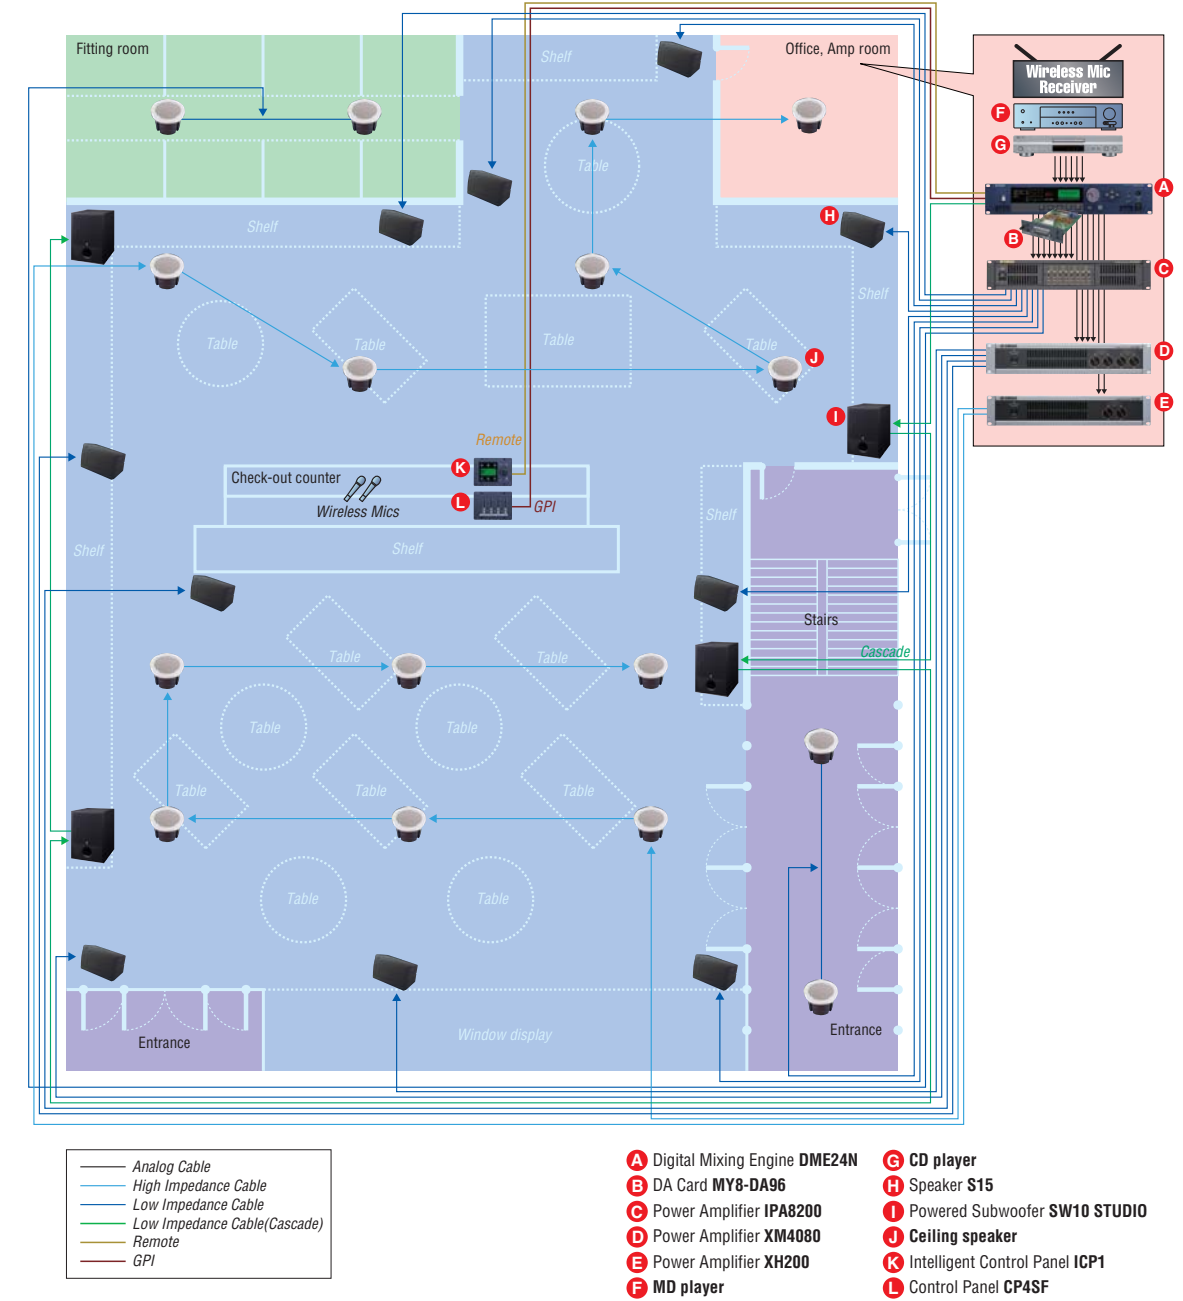 Fitting room
Shelf
Office, Amp room
Wireless Mic
Receiver
F
G
A
B
C
D
E
Table
H
Shelf
Shelf
Table
Table
Table
Table
J
I
Remote
K
Check-out counter
Wireless Mics
L
GPI
Shelf
Shelf
Shelf
Stairs
Cascade
Table
Table
Table
Table
Table
Table
Table
Table
Table
Entrance
Window display
Entrance
Analog Cable
High Impedance Cable
Low Impedance Cable
Low Impedance Cable(Cascade)
Remote
GPI
A Digital Mixing Engine DME24N
B DA Card MY8-DA96
C Power Amplifier IPA8200
D Power Amplifier XM4080
E Power Amplifier XH200
F MD player
G CD player
H Speaker S15
I Powered Subwoofer SW10 STUDIO
J Ceiling speaker
K Intelligent Control Panel ICP1
L Control Panel CP4SF